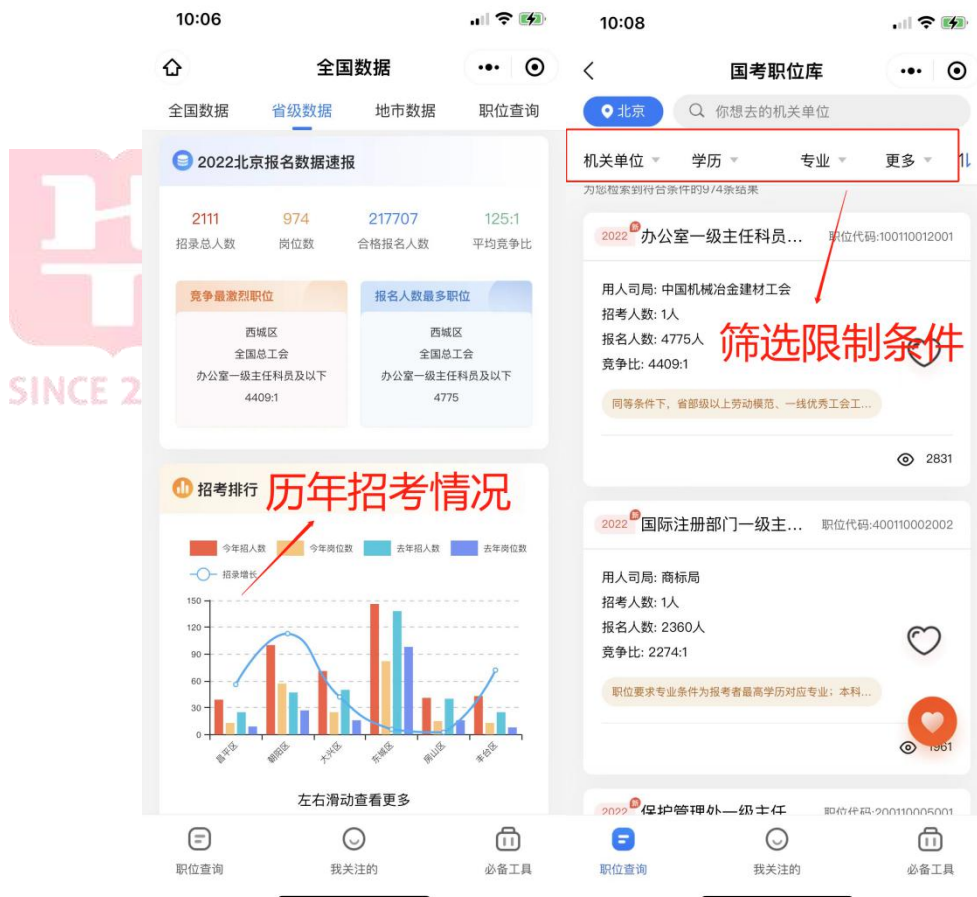 10:06
全国数据
全国数据 省级数据 地市数据 职位查询
2022北京报名数据速报
2111 974 217707 125:1
招录总人数 岗位数 合格报名人数 平均竞争比
竞争最激烈职位 报名人数最多职位
西城区 西城区
全国总工会 全国总工会
办公室一级主任科员及以下 办公室一级主任科员及以下
4409:1 4775
招考排行
历年招考情况
今年招人数 今年岗位数 去年招人数 去年岗位数
招录增长
150
120
90
60
30
0
昌平区 朝阳区 大兴区 东城区 房山区 丰台区
左右滑动查看更多
职位查询 我关注的 必备工具
SINCE 2
10:08
国考职位库
北京 你想去的机关单位
机关单位 学历 专业 更多
为您检索到符合条件的974条结果
2022 新 办公室一级主任科员... 职位代码:100110012001
用人司局: 中国机械冶金建材工会
招考人数: 1人
报名人数: 4775人
竞争比: 4409:1
筛选限制条件
同等条件下，省部级以上劳动模范、一线优秀工会工...
2831
2022 新 国际注册部门一级主... 职位代码:400110002002
用人司局: 商标局
招考人数: 1人
报名人数: 2360人
竞争比: 2274:1
职位要求专业条件为报考者最高学历对应专业；本科...
1961
2022 新 保护管理处一级主任 职位代码:200110005001
职位查询 我关注的 必备工具